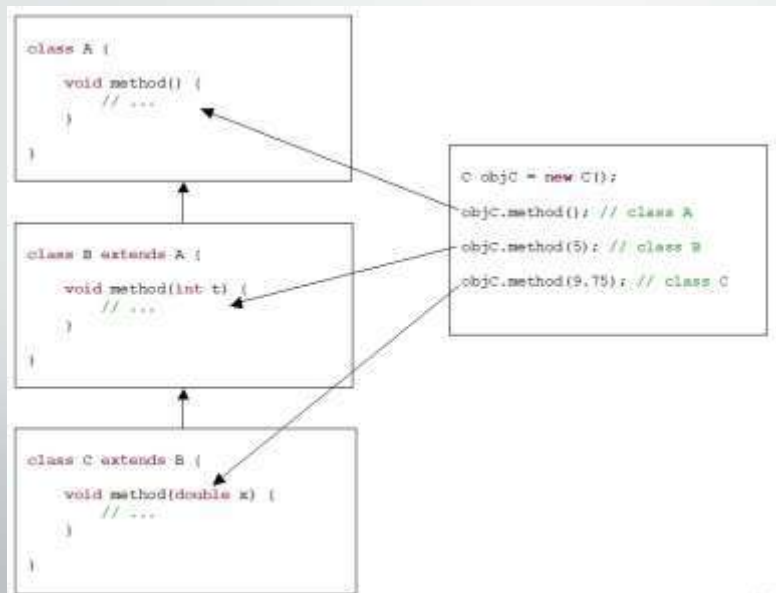 class A {
void method() {
// ...
}
}
class B extends A {
void method(int t) {
// ...
}
}
class C extends B {
void method(double x) {
// ...
}
}
C objC = new C();
objC.method(); // class A
objC.method(5); // class B
objC.method(9.75); // class C